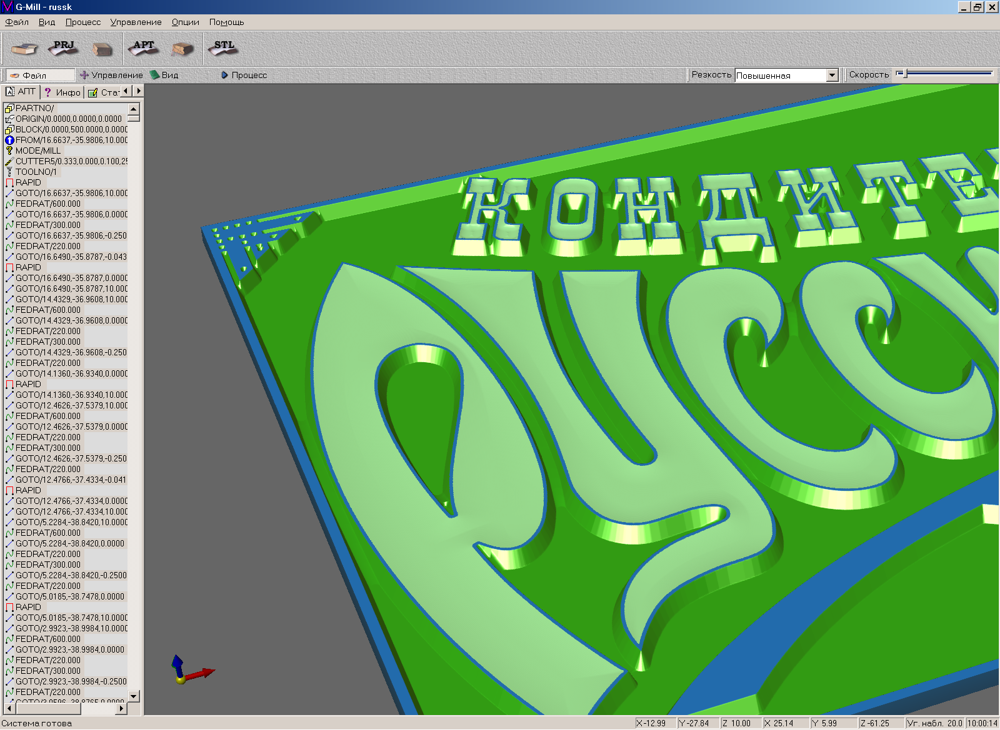 G-Mill - russk
Файл Вид Процесс Управление Опции Помощь
PRJ APT STL
Файл Управление Вид Процесс Резкость Повышенная Скорость
АПТ Инфо Ста
PARTNO/
ORIGIN/0.0000,0.0000,0.0000
BLOCK/0.0000,500.0000,0.0000
FROM/16.6637,-35.9806,10.000
MODE/MILL
CUTTER5/0.333,0.000,0.100,25
TOOLNO/1
RAPID
GOTO/16.6637,-35.9806,10.000
FEDRAT/600.000
GOTO/16.6637,-35.9806,0.0000
FEDRAT/300.000
GOTO/16.6637,-35.9806,-0.250
FEDRAT/220.000
GOTO/16.6490,-35.8787,-0.043
RAPID
GOTO/16.6490,-35.8787,0.0000
GOTO/16.6490,-35.8787,10.000
GOTO/14.4329,-36.9608,10.000
FEDRAT/600.000
GOTO/14.4329,-36.9608,0.0000
FEDRAT/220.000
FEDRAT/300.000
GOTO/14.4329,-36.9608,-0.250
FEDRAT/220.000
GOTO/14.1360,-36.9340,0.0000
RAPID
GOTO/14.1360,-36.9340,10.000
GOTO/12.4626,-37.5379,10.000
FEDRAT/600.000
GOTO/12.4626,-37.5379,0.0000
FEDRAT/220.000
FEDRAT/300.000
GOTO/12.4626,-37.5379,-0.250
FEDRAT/220.000
GOTO/12.4766,-37.4334,-0.041
RAPID
GOTO/12.4766,-37.4334,0.0000
GOTO/12.4766,-37.4334,10.000
GOTO/5.2284,-38.8420,10.0000
FEDRAT/600.000
GOTO/5.2284,-38.8420,0.0000
FEDRAT/220.000
FEDRAT/300.000
GOTO/5.2284,-38.8420,-0.2500
FEDRAT/220.000
GOTO/5.0185,-38.7478,0.0000
RAPID
GOTO/5.0185,-38.7478,10.0000
GOTO/2.9923,-38.9984,10.0000
FEDRAT/600.000
GOTO/2.9923,-38.9984,0.0000
FEDRAT/220.000
FEDRAT/300.000
GOTO/2.9923,-38.9984,-0.2500
FEDRAT/220.000
КОНДИТЕ
русси
Система готова X-12.99 Y-27.84 Z 10.00 X 25.14 Y 5.99 Z-61.25 Уг. набл. 20.0 10:00:14